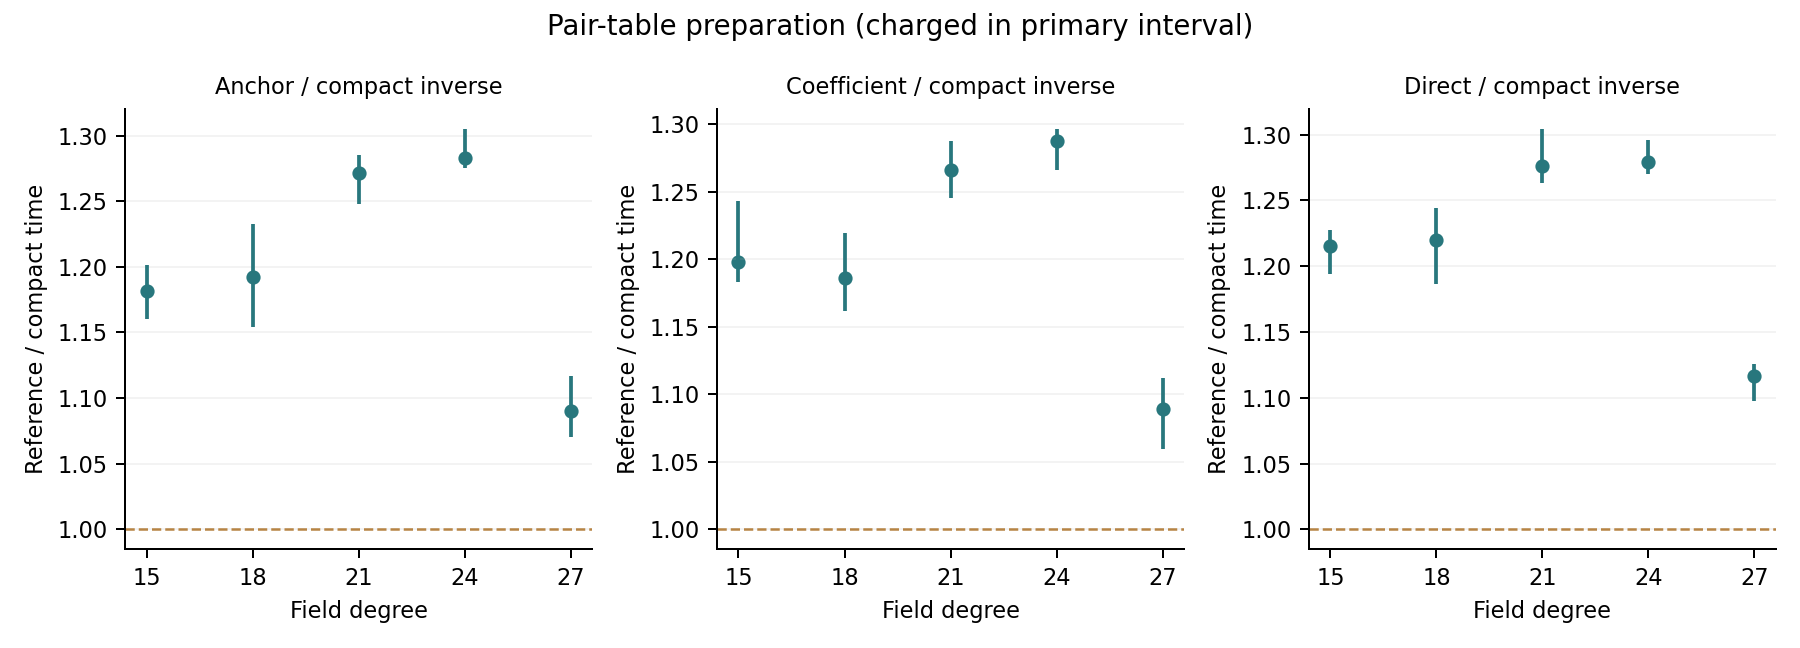 Pair-table preparation (charged in primary interval)
Anchor / compact inverse
Reference / compact time
1.30
1.25
1.20
1.15
1.10
1.05
1.00
15 18 21 24 27
Field degree
Coefficient / compact inverse
Reference / compact time
1.30
1.25
1.20
1.15
1.10
1.05
1.00
15 18 21 24 27
Field degree
Direct / compact inverse
Reference / compact time
1.30
1.25
1.20
1.15
1.10
1.05
1.00
15 18 21 24 27
Field degree